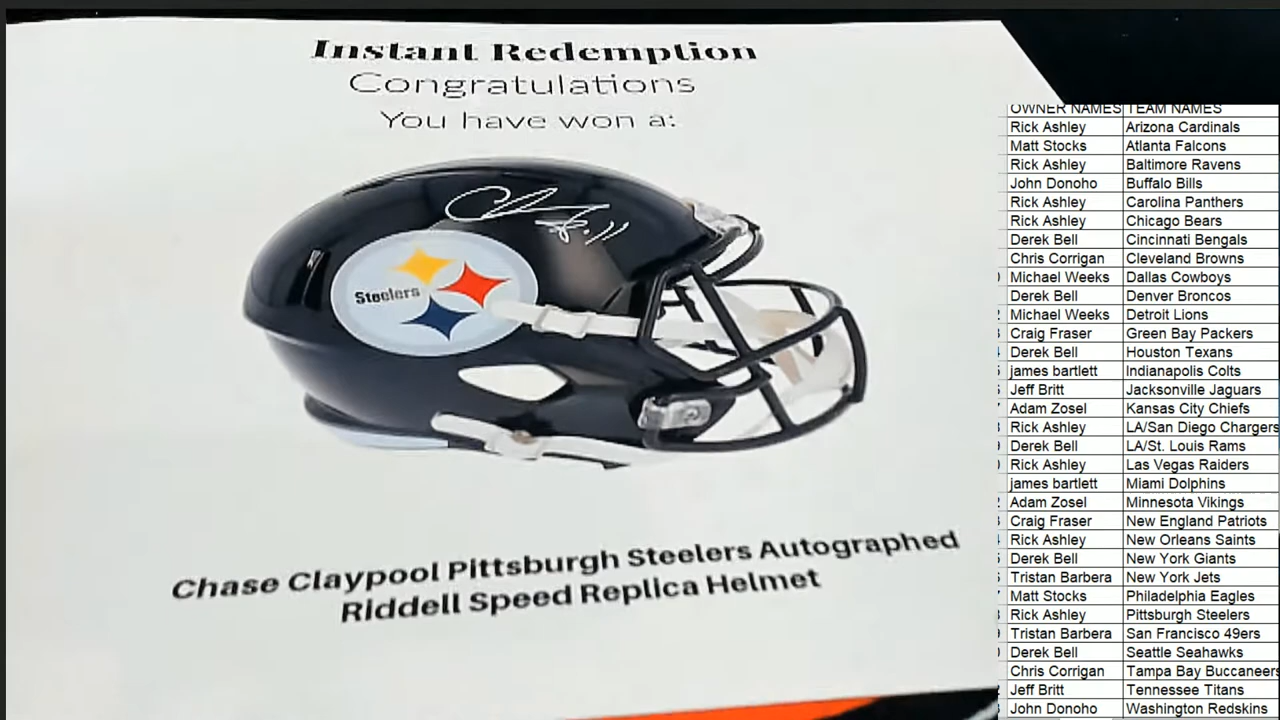 Instant Redemption
Congratulations
You have won a:
Steelers
Chase Claypool Pittsburgh Steelers Autographed
Riddell Speed Replica Helmet
OWNER NAMES TEAM NAMES
Rick Ashley Arizona Cardinals
Matt Stocks Atlanta Falcons
Rick Ashley Baltimore Ravens
John Donoho Buffalo Bills
Rick Ashley Carolina Panthers
Rick Ashley Chicago Bears
Derek Bell Cincinnati Bengals
Chris Corrigan Cleveland Browns
Michael Weeks Dallas Cowboys
Derek Bell Denver Broncos
Michael Weeks Detroit Lions
Craig Fraser Green Bay Packers
Derek Bell Houston Texans
james bartlett Indianapolis Colts
Jeff Britt Jacksonville Jaguars
Adam Zosel Kansas City Chiefs
Rick Ashley LA/San Diego Chargers
Derek Bell LA/St. Louis Rams
Rick Ashley Las Vegas Raiders
james bartlett Miami Dolphins
Adam Zosel Minnesota Vikings
Craig Fraser New England Patriots
Rick Ashley New Orleans Saints
Derek Bell New York Giants
Tristan Barbera New York Jets
Matt Stocks Philadelphia Eagles
Rick Ashley Pittsburgh Steelers
Tristan Barbera San Francisco 49ers
Derek Bell Seattle Seahawks
Chris Corrigan Tampa Bay Buccaneers
Jeff Britt Tennessee Titans
John Donoho Washington Redskins